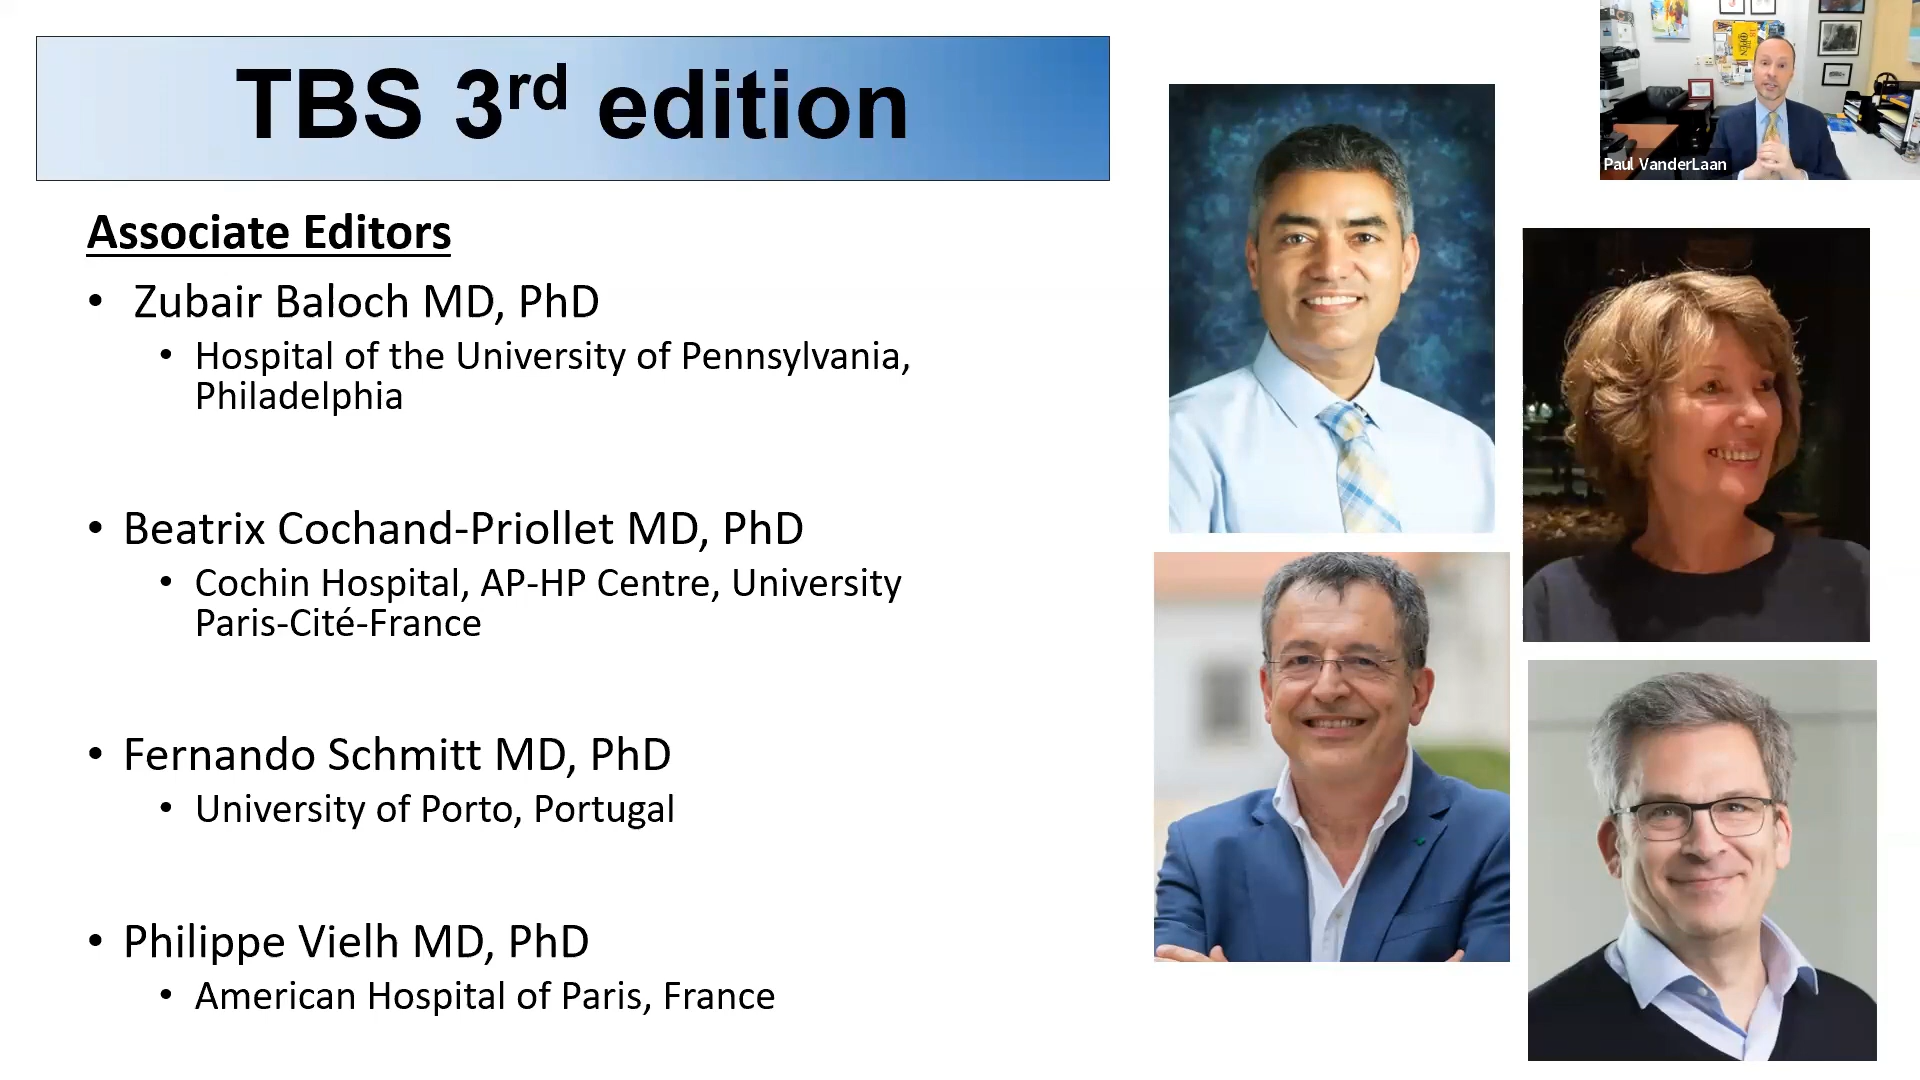 TBS 3rd edition
Paul VanderLaan
Associate Editors
• Zubair Baloch MD, PhD
• Hospital of the University of Pennsylvania,
Philadelphia
• Beatrix Cochand-Priollet MD, PhD
• Cochin Hospital, AP-HP Centre, University
Paris-Cité-France
• Fernando Schmitt MD, PhD
• University of Porto, Portugal
• Philippe Vielh MD, PhD
• American Hospital of Paris, France